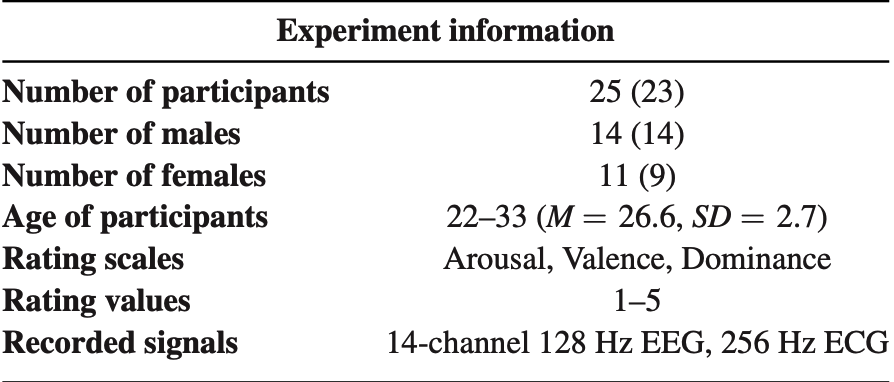 Experiment information
Number of participants 25 (23)
Number of males 14 (14)
Number of females 11 (9)
Age of participants 22–33 (M = 26.6, SD = 2.7)
Rating scales Arousal, Valence, Dominance
Rating values 1–5
Recorded signals 14-channel 128 Hz EEG, 256 Hz ECG